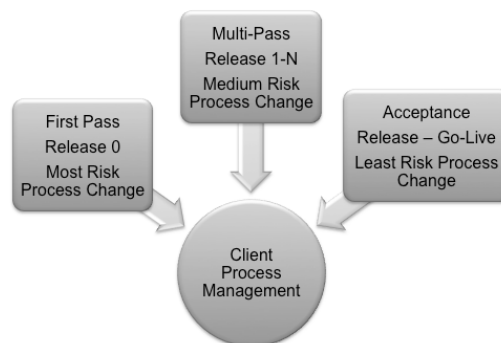 First Pass
Release 0
Most Risk
Process Change
Multi-Pass
Release 1-N
Medium Risk
Process Change
Acceptance
Release – Go-Live
Least Risk Process
Change
Client
Process
Management